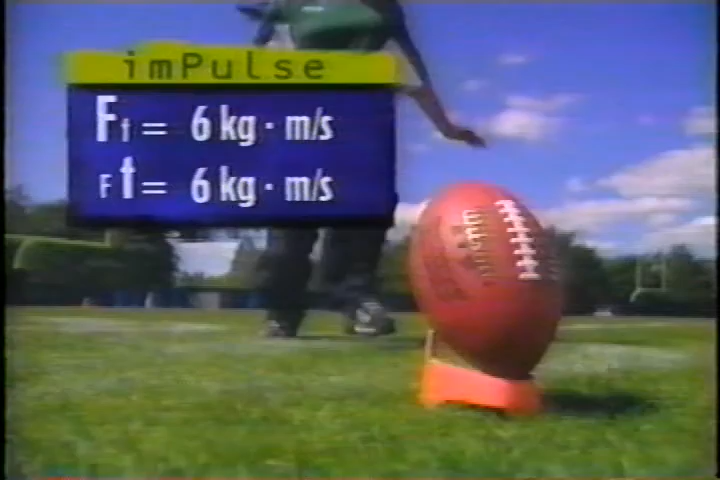 imPulse
Ft = 6 kg · m/s
Ft = 6 kg · m/s